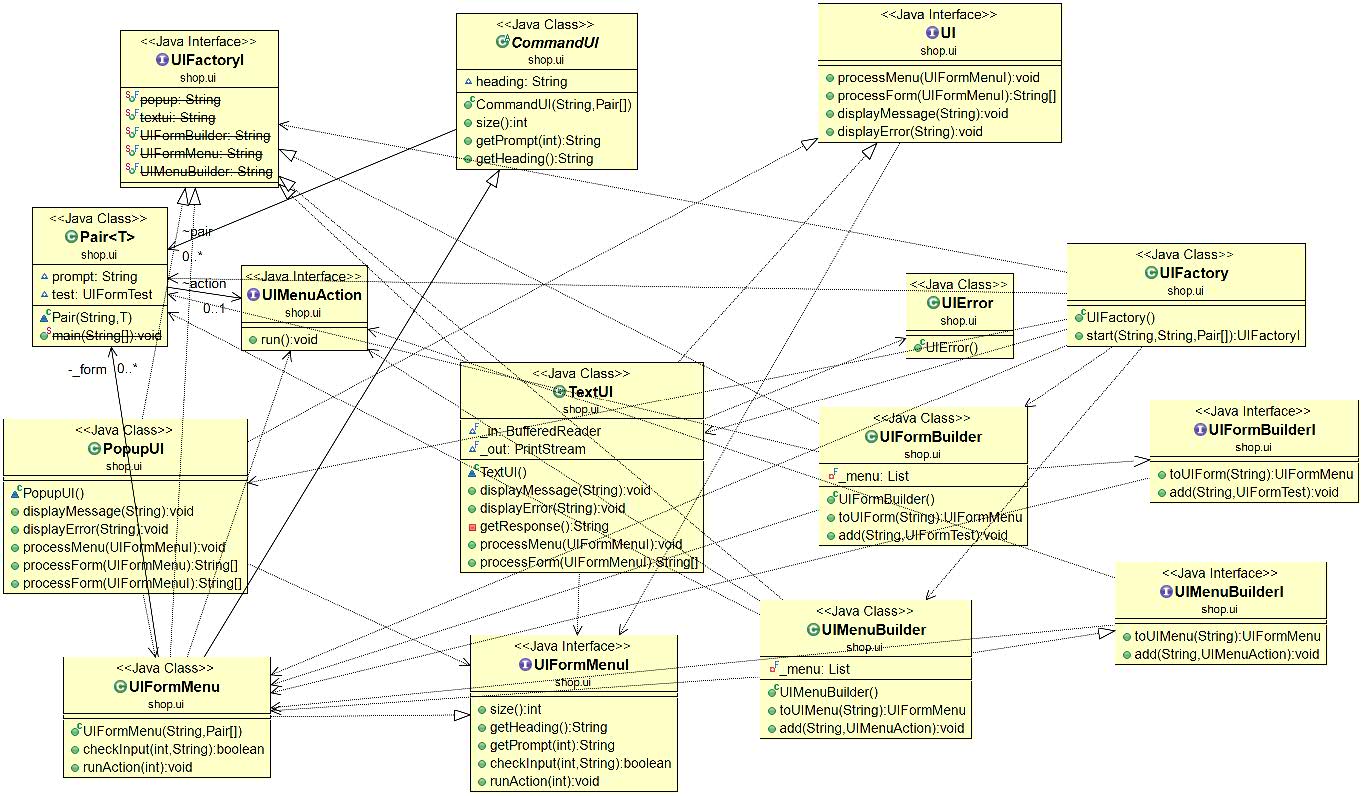 <<Java Interface>>
UIFactoryI
shop.ui
popup: String
textui: String
UIFormBuilder: String
UIFormMenu: String
UIMenuBuilder: String
<<Java Class>>
CommandUI
shop.ui
heading: String
CommandUI(String,Pair[])
size():int
getPrompt(int):String
getHeading():String
<<Java Interface>>
UI
shop.ui
processMenu(UIFormMenuI):void
processForm(UIFormMenuI):String[]
displayMessage(String):void
displayError(String):void
<<Java Class>>
Pair<T>
shop.ui
prompt: String
test: UIFormTest
Pair(String,T)
main(String[]):void
~pair
0..*
~action
0..1
-_form 0..*
<<Java Interface>>
UIMenuAction
shop.ui
run():void
<<Java Class>>
UIError
shop.ui
UIError()
<<Java Class>>
UIFactory
shop.ui
UIFactory()
start(String,String,Pair[]):UIFactoryI
<<Java Class>>
TextUI
shop.ui
_in: BufferedReader
_out: PrintStream
TextUI()
displayMessage(String):void
displayError(String):void
getResponse():String
processMenu(UIFormMenuI):void
processForm(UIFormMenuI):String[]
<<Java Class>>
UIFormBuilder
shop.ui
_menu: List
UIFormBuilder()
toUIForm(String):UIFormMenu
add(String,UIFormTest):void
<<Java Interface>>
UIFormBuilderI
shop.ui
toUIForm(String):UIFormMenu
add(String,UIFormTest):void
<<Java Class>>
PopupUI
shop.ui
PopupUI()
displayMessage(String):void
displayError(String):void
processMenu(UIFormMenuI):void
processForm(UIFormMenu):String[]
processForm(UIFormMenuI):String[]
<<Java Interface>>
UIMenuBuilderI
shop.ui
toUIMenu(String):UIFormMenu
add(String,UIMenuAction):void
<<Java Class>>
UIMenuBuilder
shop.ui
_menu: List
UIMenuBuilder()
toUIMenu(String):UIFormMenu
add(String,UIMenuAction):void
<<Java Class>>
UIFormMenu
shop.ui
UIFormMenu(String,Pair[])
checkInput(int,String):boolean
runAction(int):void
<<Java Interface>>
UIFormMenuI
shop.ui
size():int
getHeading():String
getPrompt(int):String
checkInput(int,String):boolean
runAction(int):void